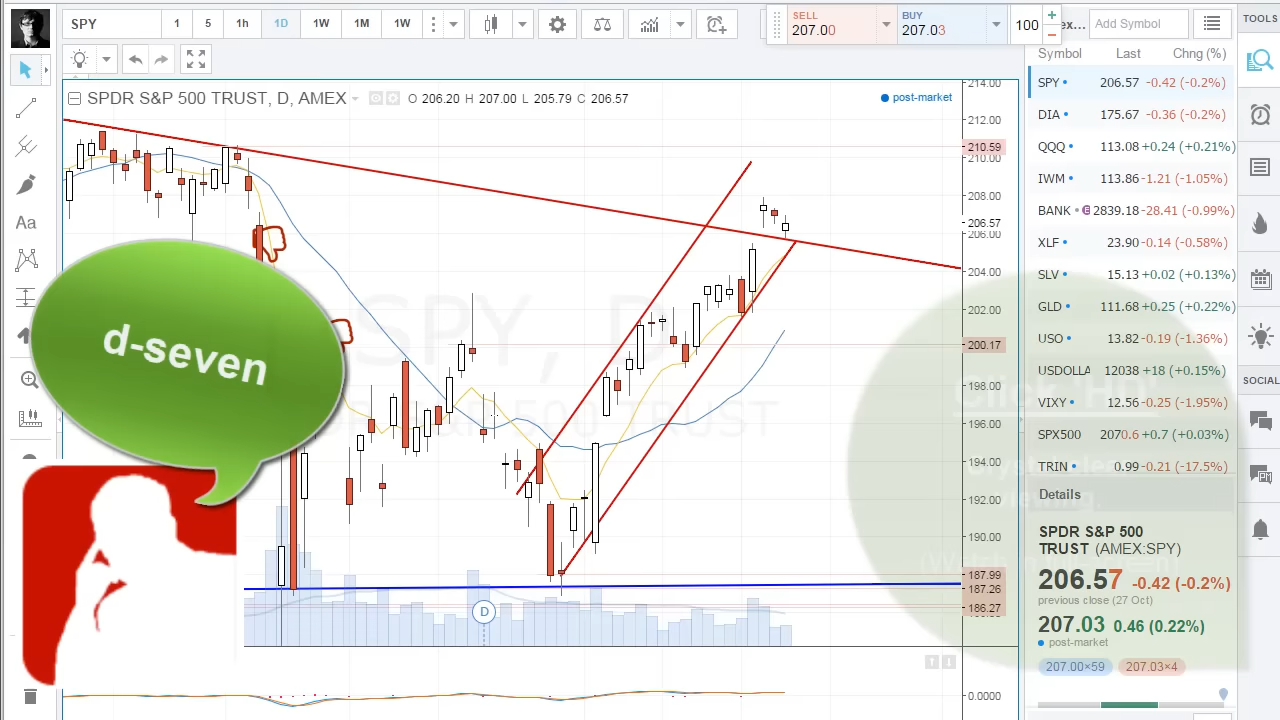 SPY 1 5 1h 1D 1W 1M 1W
SELL 207.00 BUY 207.03 100
ex... Add Symbol TOOLS
Symbol Last Chng (%)
SPDR S&P 500 TRUST, D, AMEX O 206.20 H 207.00 L 205.79 C 206.57 post-market
214.00
212.00
210.59
210.00
208.00
206.57
206.00
204.00
202.00
200.17
198.00
196.00
194.00
192.00
190.00
187.99
187.26
186.27
0.0000
SPY, D
SPDR S&P 500 TRUST
Aa
d-seven
D
SPY 206.57 -0.42 (-0.2%)
DIA 175.67 -0.36 (-0.2%)
QQQ 113.08 +0.24 (+0.21%)
IWM 113.86 -1.21 (-1.05%)
BANK E 2839.18 -28.41 (-0.99%)
XLF 23.90 -0.14 (-0.58%)
SLV 15.13 +0.02 (+0.13%)
GLD 111.68 +0.25 (+0.22%)
USO 13.82 -0.19 (-1.36%)
USDOLLA 12038 +18 (+0.15%)
VIXY 12.56 -0.25 (-1.95%)
SPX500 2070.6 +0.7 (+0.03%)
TRIN 0.99 -0.21 (-17.5%)
SOCIAL
Click 'HD'
Details
SPDR S&P 500
TRUST (AMEX:SPY)
206.57 -0.42 (-0.2%)
previous close (27 Oct)
207.03 0.46 (0.22%)
post-market
207.00×59 207.03×4